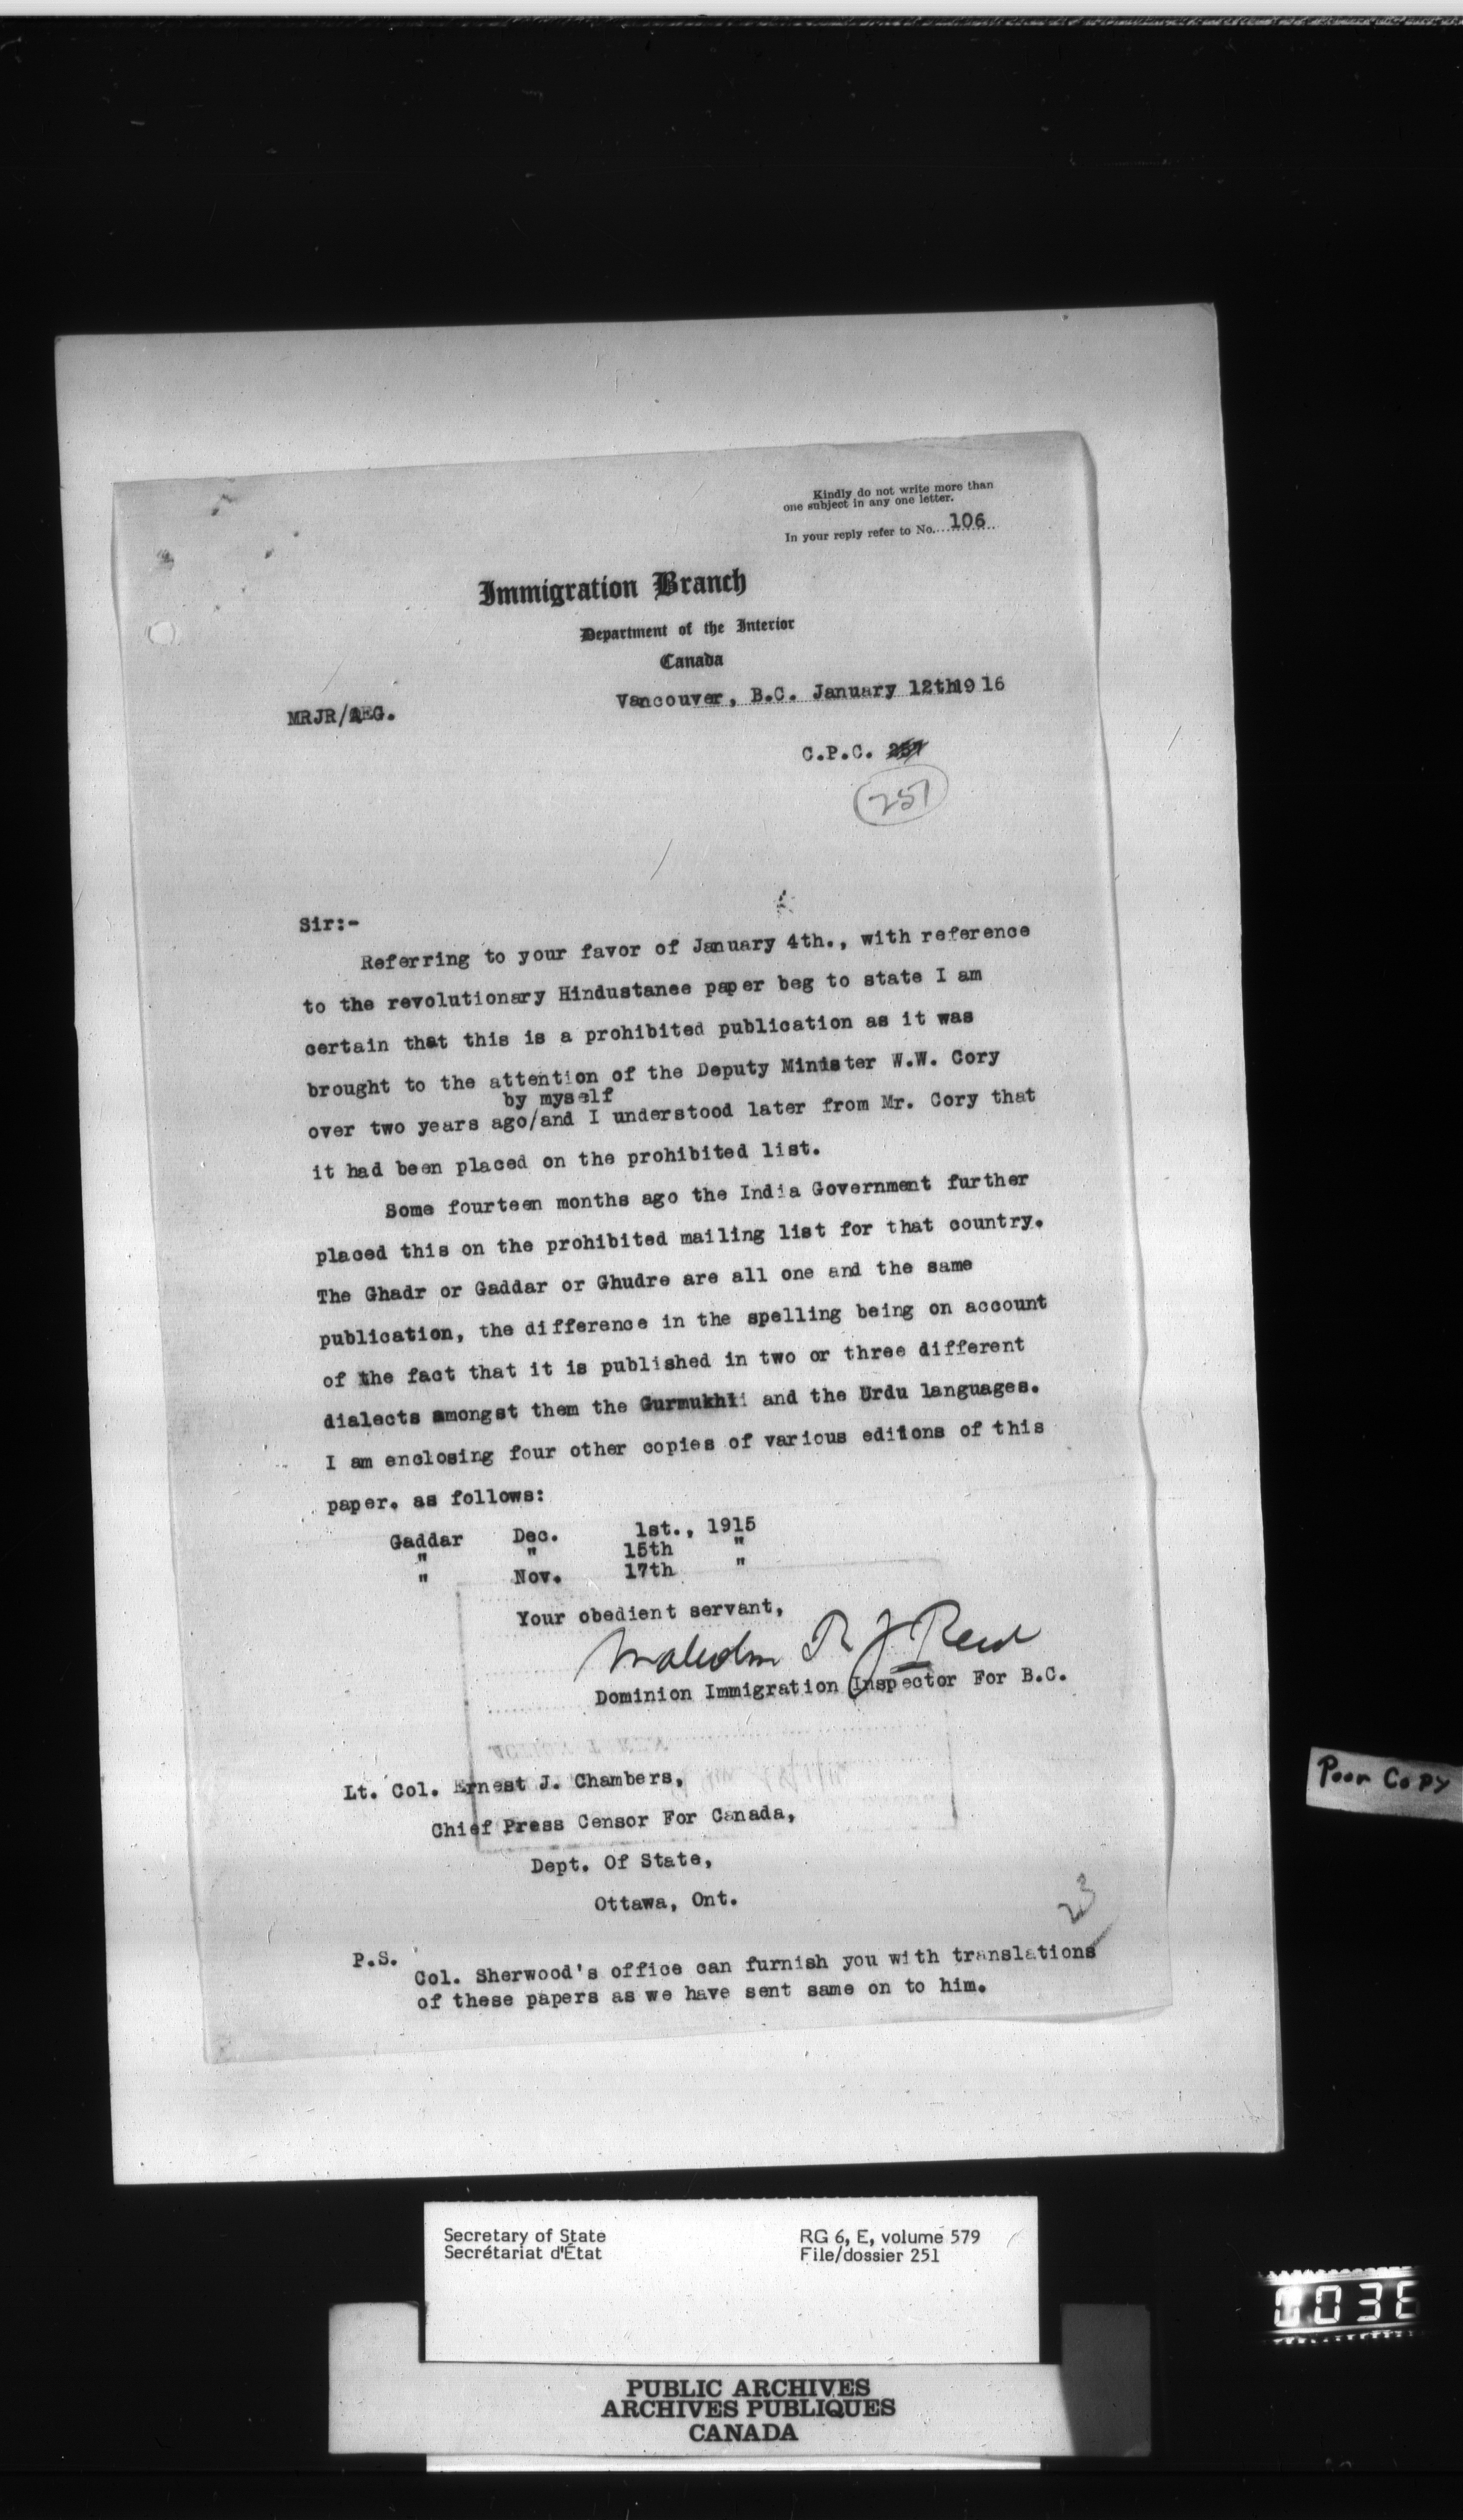 Kindly do not write more than
one subject in any one letter.
In your reply refer to No. 106
Immigration Branch
Department of the Interior
Canada
Vancouver, B.C. January 12th1916
MRJR/AEG.
C.P.C.
Sir:-
Referring to your favor of January 4th., with reference
to the revolutionary Hindustanee paper beg to state I am
certain that this is a prohibited publication as it was
brought to the attention of the Deputy Minister W.W. Cory
by myself
over two years ago/and I understood later from Mr. Cory that
it had been placed on the prohibited list.
Some fourteen months ago the India Government further
placed this on the prohibited mailing list for that country.
The Ghadr or Gaddar or Ghudre are all one and the same
publication, the difference in the spelling being on account
of the fact that it is published in two or three different
dialects amongst them the Gurmukhi and the Urdu languages.
I am enclosing four other copies of various editions of this
paper. as follows:
Gaddar Dec. 1st., 1915
" " 15th "
" Nov. 17th "
Your obedient servant,
Malcolm R J Reid
Dominion Immigration Inspector For B.C.
Lt. Col. Ernest J. Chambers,
Chief Press Censor For Canada,
Dept. Of State,
Ottawa, Ont.
23
P.S.
Col. Sherwood's office can furnish you with translations
of these papers as we have sent same on to him.
Poor Copy
Secretary of State RG 6, E, volume 579
Secrétariat d'État File/dossier 251
PUBLIC ARCHIVES
ARCHIVES PUBLIQUES
CANADA